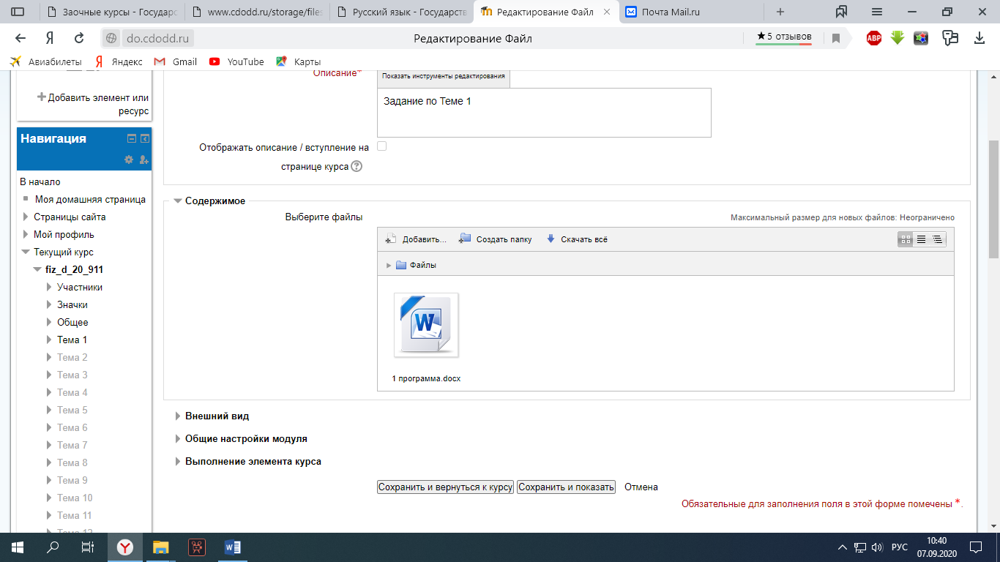 Заочные курсы - Государс
www.cdodd.ru/storage/files
Русский язык - Государств
Редактирование Файл
Почта Mail.ru
do.cdodd.ru
Редактирование Файл
★5 отзывов
ABP
Авиабилеты
Яндекс
Gmail
YouTube
Карты
Добавить элемент или
ресурс
Навигация
В начало
Моя домашняя страница
Страницы сайта
Мой профиль
Текущий курс
fiz_d_20_911
Участники
Значки
Общее
Тема 1
Тема 2
Тема 3
Тема 4
Тема 5
Тема 6
Тема 7
Тема 8
Тема 9
Тема 10
Тема 11
Тема 12
Описание*
Показать инструменты редактирования
Задание по Теме 1
Отображать описание / вступление на
странице курса
Содержимое
Выберите файлы
Максимальный размер для новых файлов: Неограничено
Добавить...
Создать папку
Скачать всё
Файлы
1 программа.docx
Внешний вид
Общие настройки модуля
Выполнение элемента курса
Сохранить и вернуться к курсу
Сохранить и показать
Отмена
Обязательные для заполнения поля в этой форме помечены *.
РУС
10:40
07.09.2020